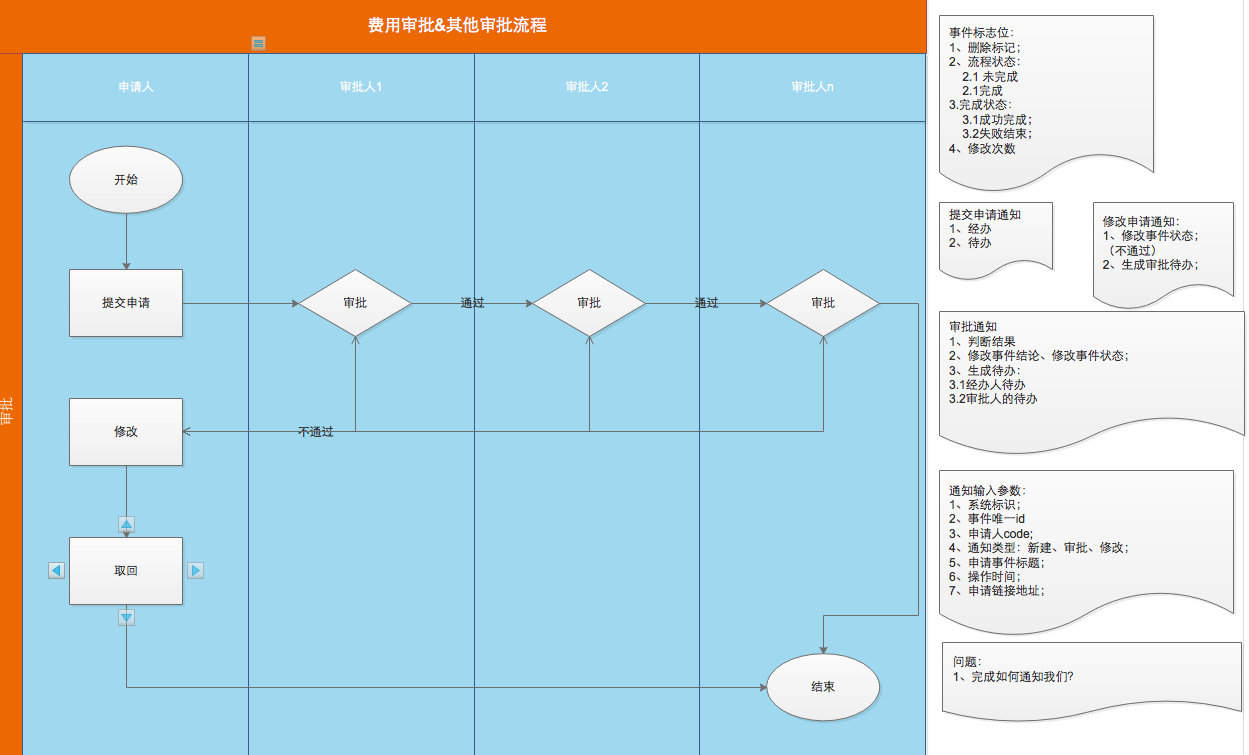 费用审批&其他审批流程
审批
申请人
审批人1
审批人2
审批人n
开始
提交申请
审批
通过
审批
通过
审批
修改
不通过
取回
结束
事件标志位：
1、删除标记；
2、流程状态：
2.1 未完成
2.1完成
3.完成状态：
3.1成功完成；
3.2失败结束；
4、修改次数
提交申请通知
1、经办
2、待办
修改申请通知：
1、修改事件状态；
（不通过）
2、生成审批待办；
审批通知
1、判断结果
2、修改事件结论、修改事件状态；
3、生成待办：
3.1经办人待办
3.2审批人的待办
通知输入参数：
1、系统标识；
2、事件唯一id
3、申请人code;
4、通知类型：新建、审批、修改；
5、申请事件标题；
6、操作时间；
7、申请链接地址；
问题：
1、完成如何通知我们？